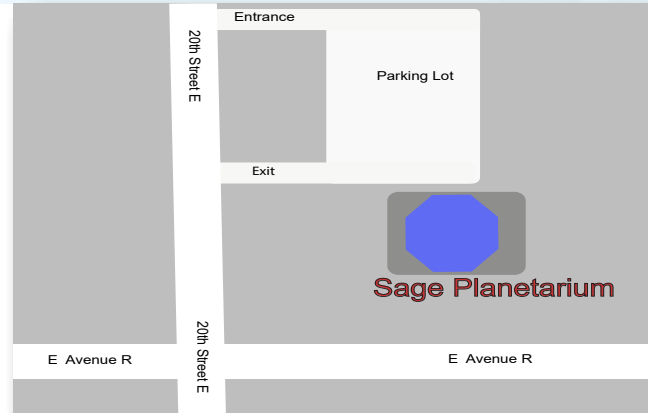 Entrance
20th Street E
Parking Lot
Exit
Sage Planetarium
20th Street E
E Avenue R
E Avenue R